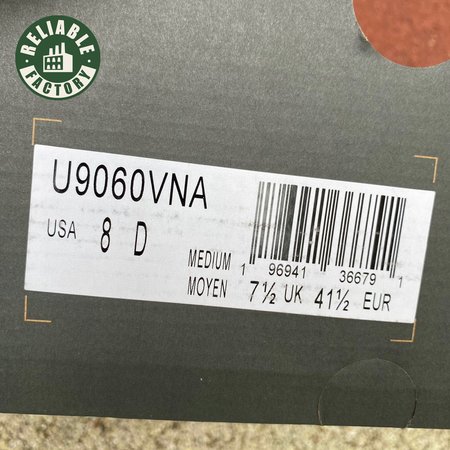 RELIABLE
FACTORY
U9060VNA
USA 8 D
MEDIUM
MOYEN
1 96941 36679 1
7½ UK 41½ EUR